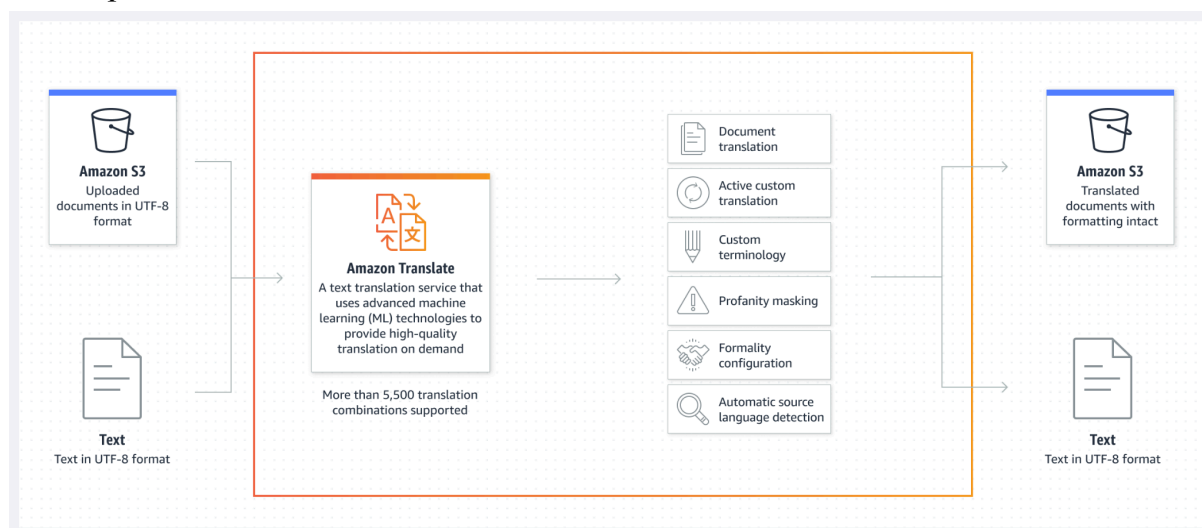 Amazon S3
Uploaded
documents in UTF-8
format
Text
Text in UTF-8 format
A
文
Amazon Translate
A text translation service that
uses advanced machine
learning (ML) technologies to
provide high-quality
translation on demand
More than 5,500 translation
combinations supported
Document
translation
Active custom
translation
Custom
terminology
Profanity masking
Formality
configuration
Automatic source
language detection
Amazon S3
Translated
documents with
formatting intact
Text
Text in UTF-8 format